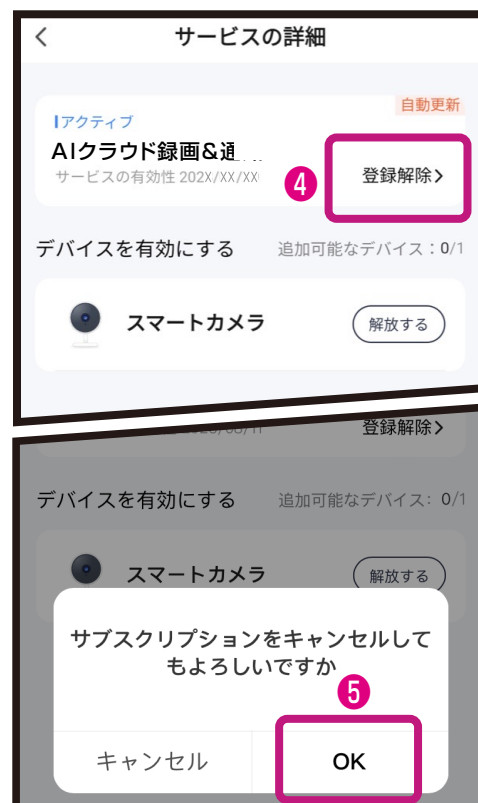 サービスの詳細
自動更新
アクティブ
AIクラウド録画&通
サービスの有効性 202X/XX/XX
4
登録解除
デバイスを有効にする 追加可能なデバイス：0/1
スマートカメラ 解放する
登録解除
デバイスを有効にする 追加可能なデバイス: 0/1
スマートカメラ 解放する
サブスクリプションをキャンセルして
もよろしいですか
5
キャンセル OK